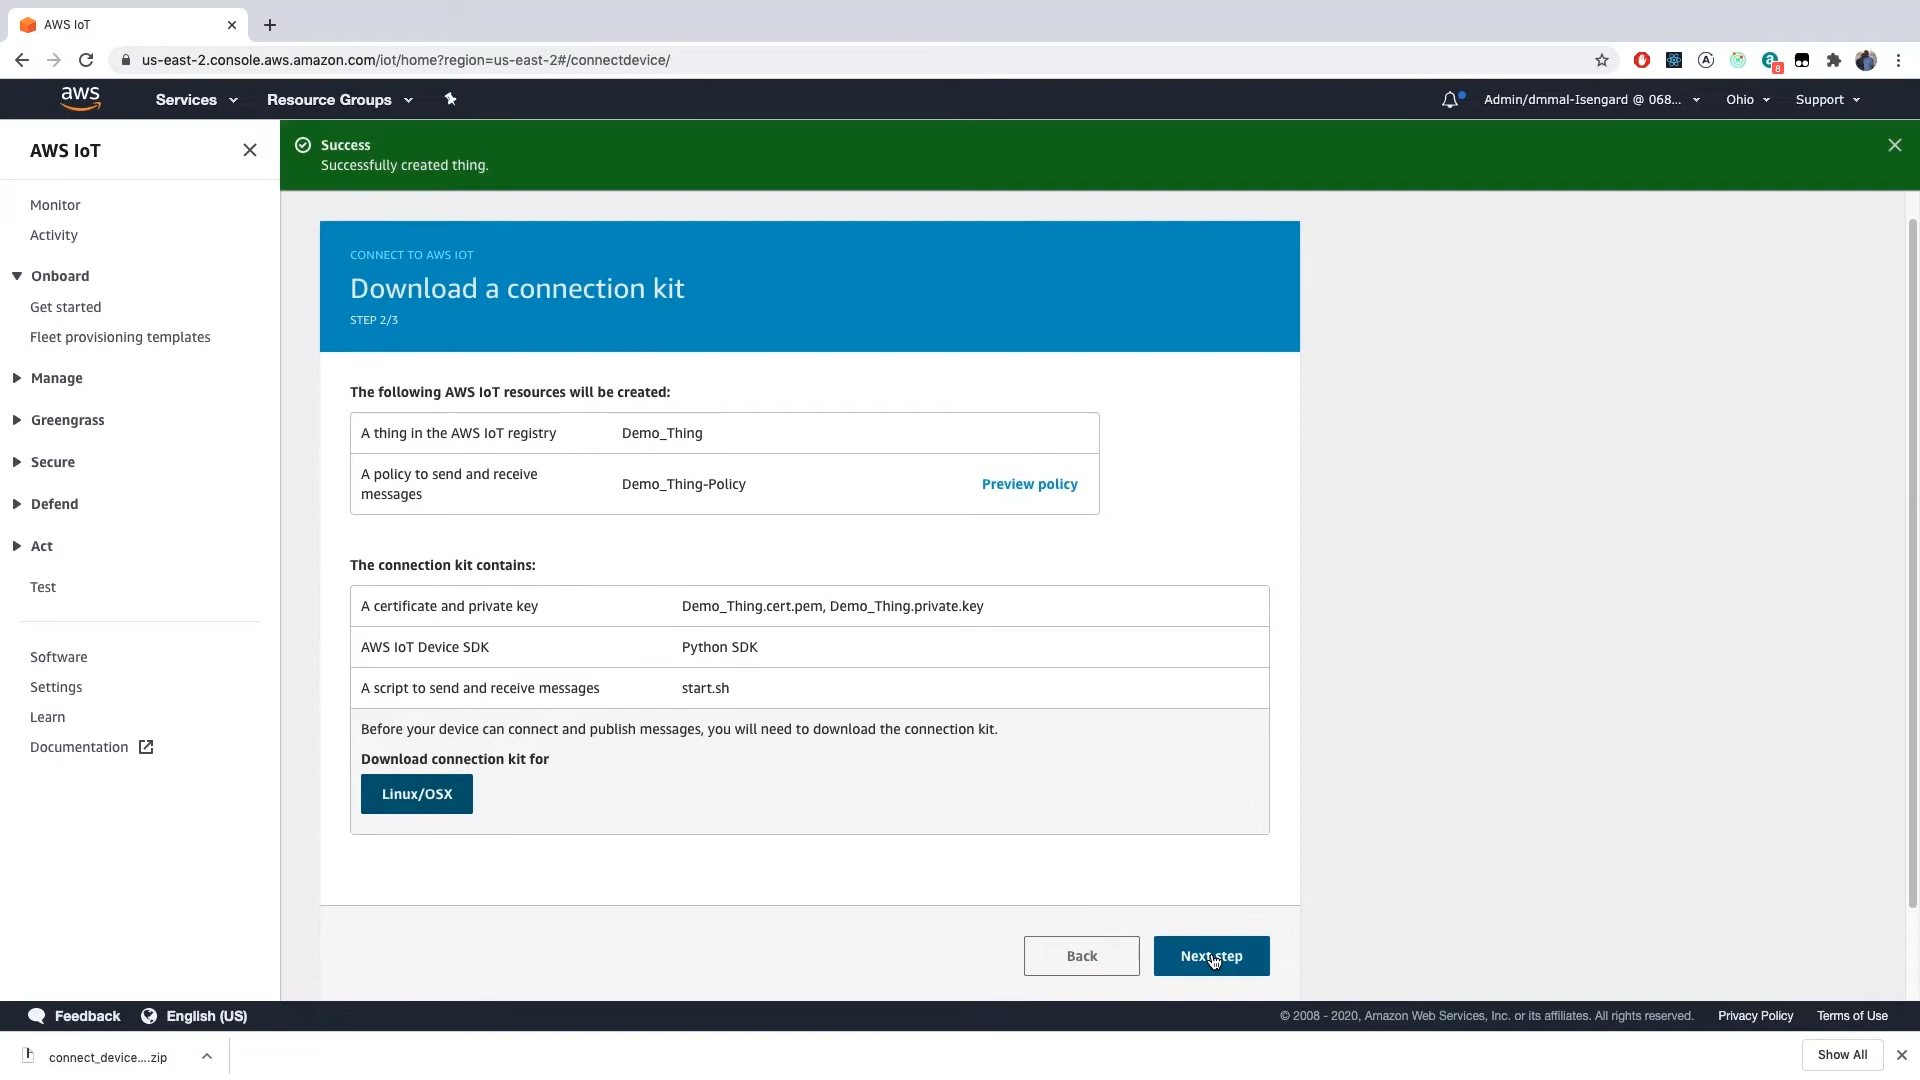 AWS IoT
us-east-2.console.aws.amazon.com/iot/home?region=us-east-2#/connectdevice/
8
aws
Services
Resource Groups
Admin/dmmal-Isengard @ 068...
Ohio
Support
AWS IoT
Monitor
Activity
Onboard
Get started
Fleet provisioning templates
Manage
Greengrass
Secure
Defend
Act
Test
Software
Settings
Learn
Documentation
Success
Successfully created thing.
CONNECT TO AWS IOT
Download a connection kit
STEP 2/3
The following AWS IoT resources will be created:
A thing in the AWS IoT registry Demo_Thing
A policy to send and receive
messages
Demo_Thing-Policy
Preview policy
The connection kit contains:
A certificate and private key Demo_Thing.cert.pem, Demo_Thing.private.key
AWS IoT Device SDK Python SDK
A script to send and receive messages start.sh
Before your device can connect and publish messages, you will need to download the connection kit.
Download connection kit for
Linux/OSX
Back
Next step
Feedback
English (US)
© 2008 - 2020, Amazon Web Services, Inc. or its affiliates. All rights reserved.
Privacy Policy
Terms of Use
connect_device....zip
Show All